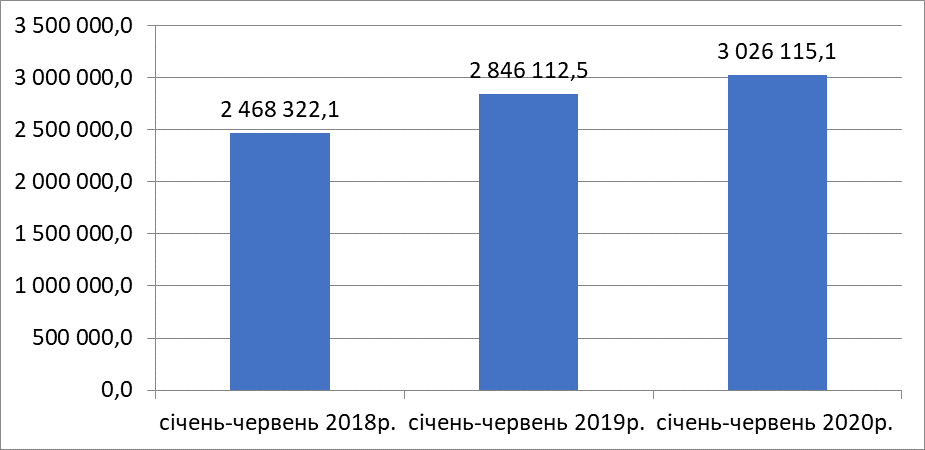 3 500 000,0
3 000 000,0
2 500 000,0
2 000 000,0
1 500 000,0
1 000 000,0
500 000,0
0,0
2 468 322,1
2 846 112,5
3 026 115,1
січень-червень 2018р.
січень-червень 2019р.
січень-червень 2020р.